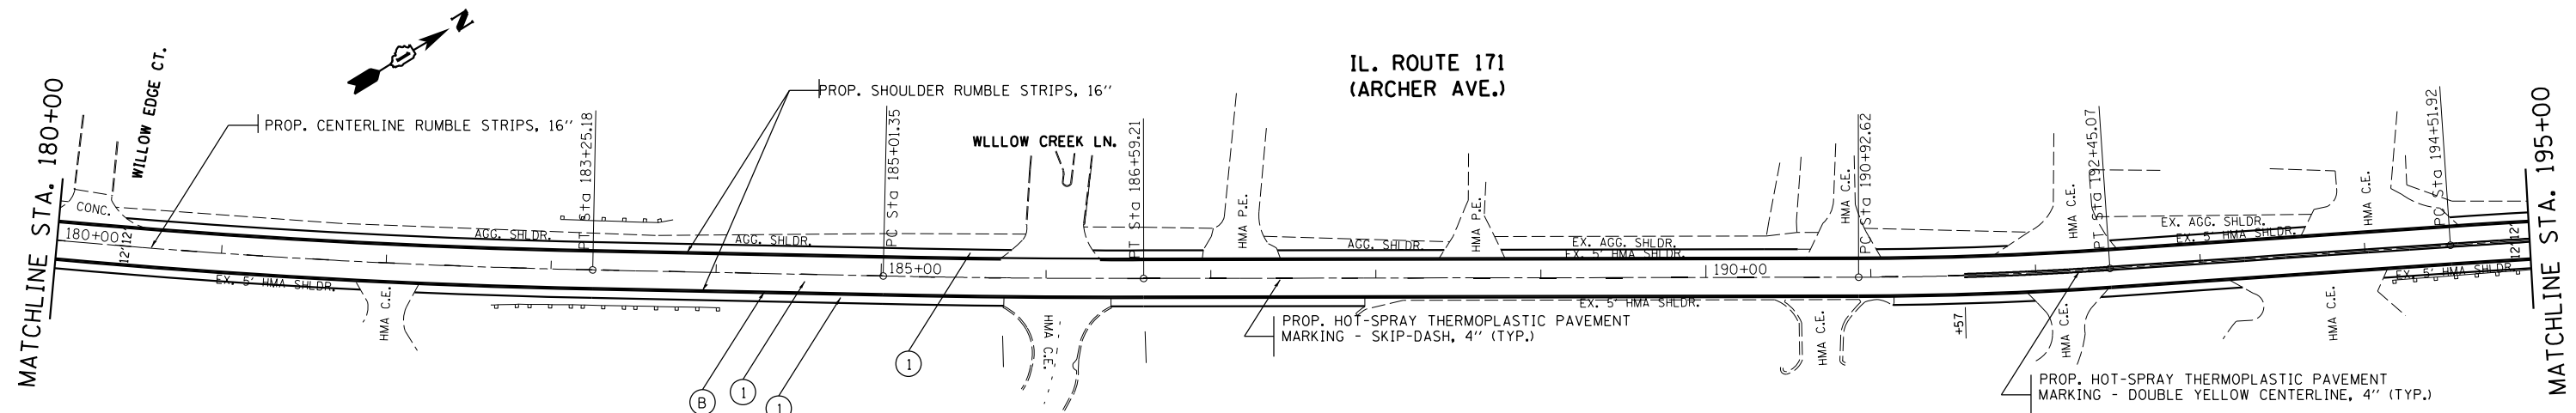 IL. ROUTE 171
(ARCHER AVE.)
MATCHLINE STA. 180+00
WILLOW EDGE CT.
N
PROP. CENTERLINE RUMBLE STRIPS, 16"
PROP. SHOULDER RUMBLE STRIPS, 16"
WLLLOW CREEK LN.
PT Sta 183+25.18
PC Sta 185+01.35
PT Sta 186+59.21
PC Sta 190+92.62
PT Sta 192+45.07
PC Sta 194+51.92
MATCHLINE STA. 195+00
CONC.
180+00
12'
12'
AGG. SHLDR.
AGG. SHLDR.
HMA P.E.
AGG. SHLDR.
HMA P.E.
EX. AGG. SHLDR.
EX. 5' HMA SHLDR.
HMA C.E.
HMA C.E.
EX. AGG. SHLDR.
EX. 5' HMA SHLDR.
HMA C.E.
12'
12'
185+00
190+00
EX. 5' HMA SHLDR.
HMA C.E.
HMA C.E.
EX. 5' HMA SHLDR.
HMA C.E.
+57
HMA C.E.
HMA C.E.
EX. 5' HMA SHLDR.
PROP. HOT-SPRAY THERMOPLASTIC PAVEMENT
MARKING - SKIP-DASH, 4" (TYP.)
PROP. HOT-SPRAY THERMOPLASTIC PAVEMENT
MARKING - DOUBLE YELLOW CENTERLINE, 4" (TYP.)
1
B
1
1